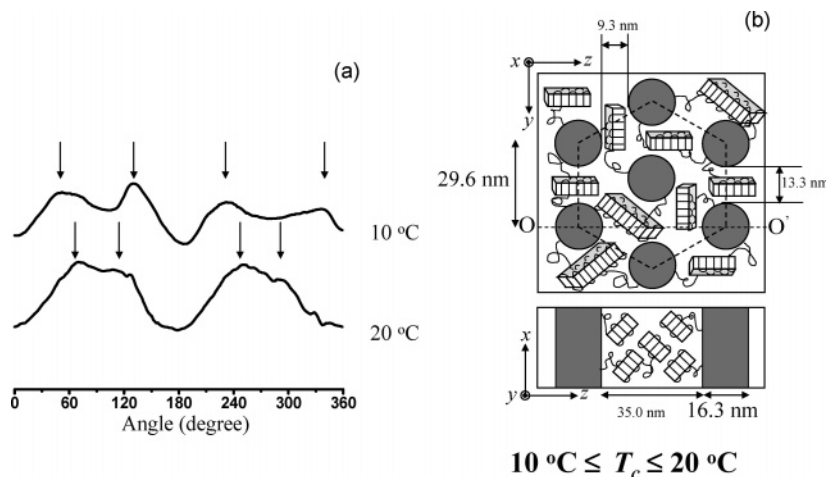 (a)
10 °C
20 °C
0 60 120 180 240 300 360
Angle (degree)
(b)
9.3 nm
x
z
y
29.6 nm
13.3 nm
O O'
x
y z
35.0 nm
16.3 nm
10 °C ≤ Tc ≤ 20 °C